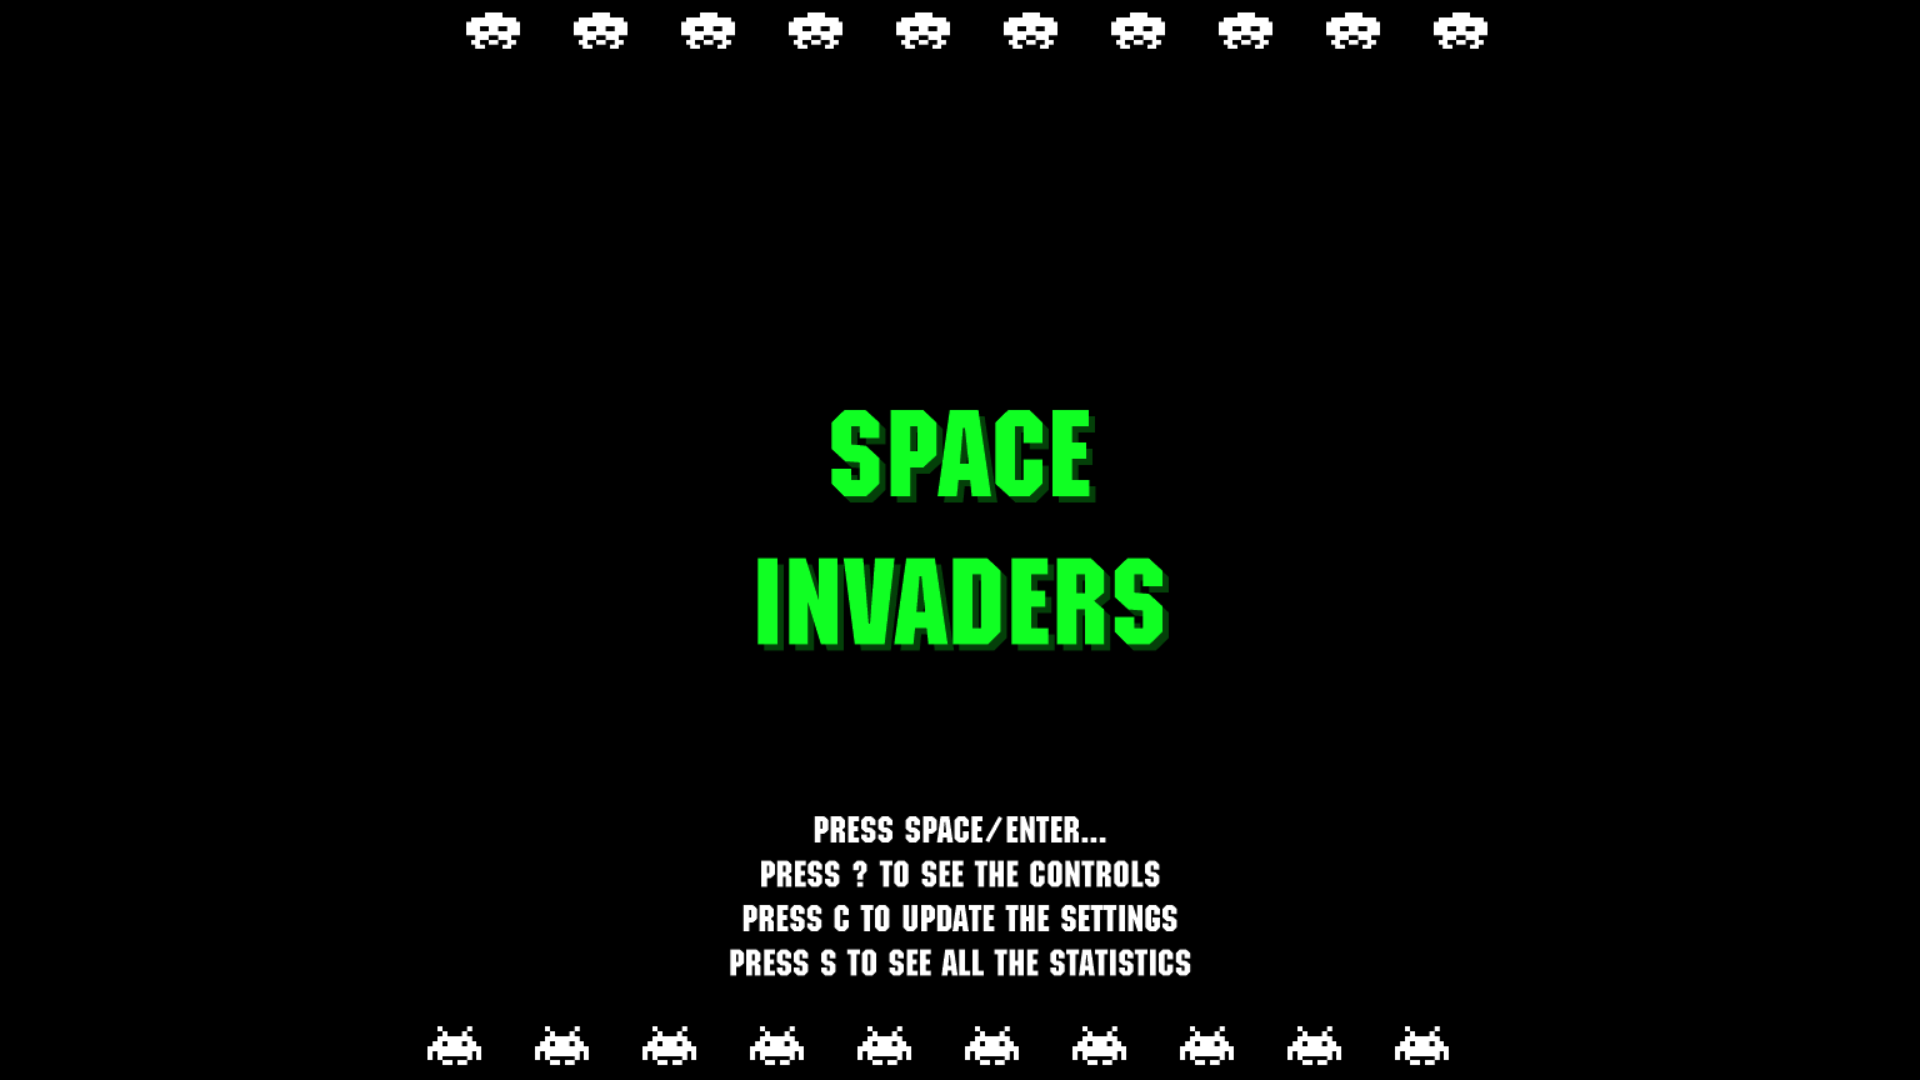 SPACE
INVADERS
PRESS SPACE/ENTER...
PRESS ? TO SEE THE CONTROLS
PRESS C TO UPDATE THE SETTINGS
PRESS S TO SEE ALL THE STATISTICS